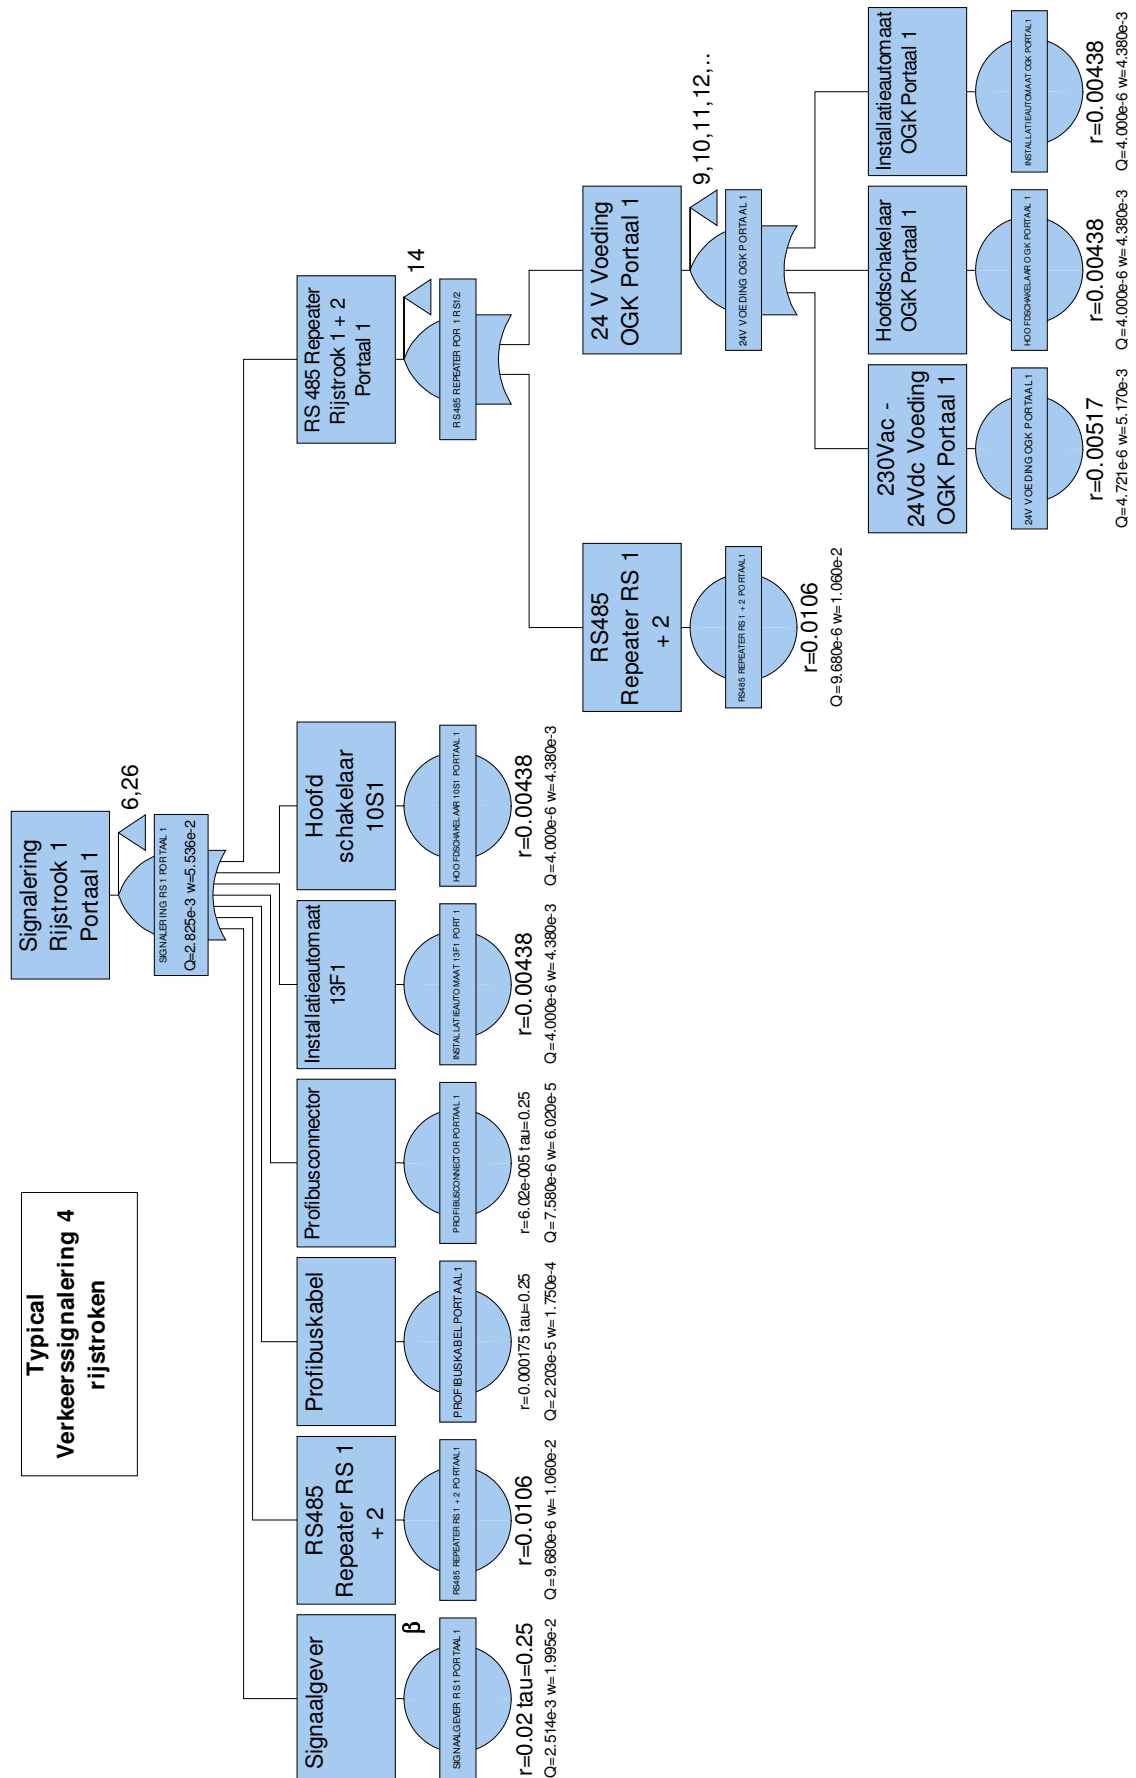 Typical
Verkeerssignalering 4
rijstroken
Signalering
Rijstrook 1
Portaal 1
6,26
SIGNALERING RS 1 PORTAAL 1
Q=2.825e-3 w=5.536e-2
Signaalgever
β
SIGNAALGEVER RS1 PORTAAL 1
r=0.02 tau=0.25
Q=2.514e-3 w=1.995e-2
RS485
Repeater RS 1
+ 2
RS485 REPEATER RS 1 + 2 PORTAAL1
r=0.0106
Q=9.680e-6 w=1.060e-2
Profibuskabel
PROFIBUSKABEL PORTAAL1
r=0.000175 tau=0.25
Q=2.203e-5 w=1.750e-4
Profibusconnector
PROFIBUSCONNECTOR PORTAAL 1
r=6.02e-005 tau=0.25
Q=7.580e-6 w=6.020e-5
Installatieautomaat
13F1
INSTALLATIEAUTOMAAT 13F1 PORT 1
r=0.00438
Q=4.000e-6 w=4.380e-3
Hoofd
schakelaar
10S1
HOOFDSCHAKELAAR 10S1 PORTAAL 1
r=0.00438
Q=4.000e-6 w=4.380e-3
RS 485 Repeater
Rijstrook 1 + 2
Portaal 1
14
RS485 REPEATER POR 1 RS1/2
RS485
Repeater RS 1
+ 2
RS485 REPEATER RS 1 + 2 PORTAAL1
r=0.0106
Q=9.680e-6 w=1.060e-2
24 V Voeding
OGK Portaal 1
9,10,11,12,..
24V VOEDING OGK PORTAAL 1
230Vac -
24Vdc Voeding
OGK Portaal 1
24V VOEDING OGK PORTAAL 1
r=0.00517
Q=4.721e-6 w=5.170e-3
Hoofdschakelaar
OGK Portaal 1
HOOFDSCHAKELAAR OGK PORTAAL 1
r=0.00438
Q=4.000e-6 w=4.380e-3
Installatieautomaat
OGK Portaal 1
INSTALLATIEAUTOMAAT OGK PORTAL1
r=0.00438
Q=4.000e-6 w=4.380e-3